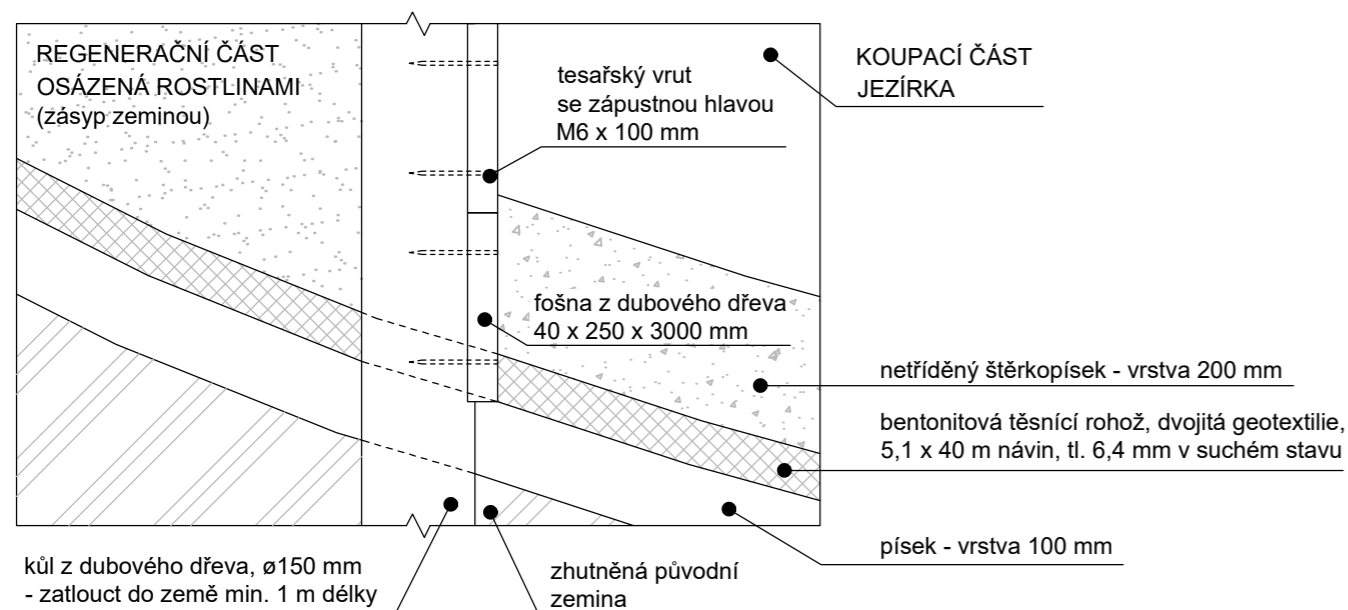 REGENERAČNÍ ČÁST
OSÁZENÁ ROSTLINAMI
(zásyp zeminou)
tesařský vrut
se zápustnou hlavou
M6 x 100 mm
KOUPACÍ ČÁST
JEZÍRKA
fošna z dubového dřeva
40 x 250 x 3000 mm
netříděný štěrkopísek - vrstva 200 mm
bentonitová těsnící rohož, dvojitá geotextilie,
5,1 x 40 m návin, tl. 6,4 mm v suchém stavu
písek - vrstva 100 mm
kůl z dubového dřeva, ø150 mm
- zatlouct do země min. 1 m délky
zhutněná původní
zemina